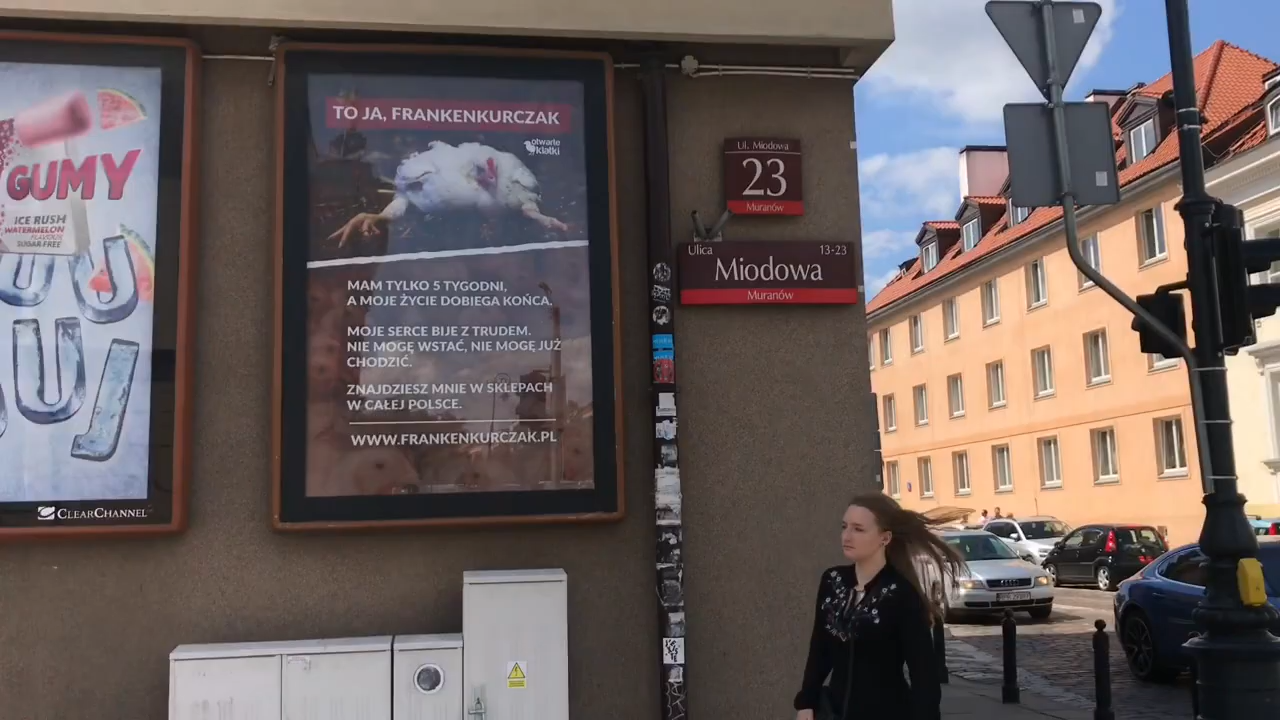 GUMY
ICE RUSH
WATERMELON
FLAVOUR
SUGAR FREE
UJ
ClearChannel
TO JA, FRANKENKURCZAK
otwarte
klatki
MAM TYLKO 5 TYGODNI,
A MOJE ŻYCIE DOBIEGA KOŃCA.
MOJE SERCE BIJE Z TRUDEM.
NIE MOGĘ WSTAĆ, NIE MOGĘ JUŻ
CHODZIĆ.
ZNAJDZIESZ MNIE W SKLEPACH
W CAŁEJ POLSCE.
WWW.FRANKENKURCZAK.PL
Ul. Miodowa
23
Muranów
Ulica 13-23
Miodowa
Muranów